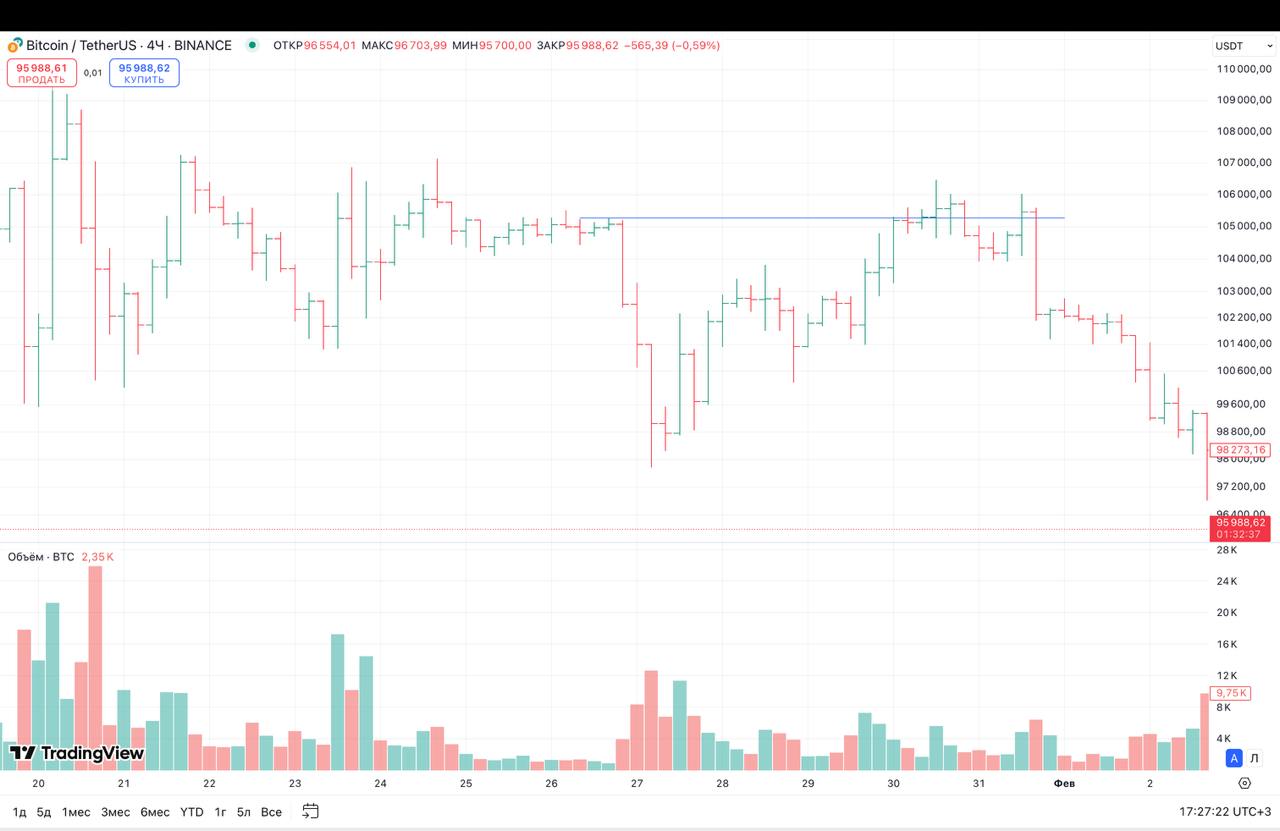 Bitcoin / TetherUS · 4Ч · BINANCE ОТКР96 554,01 МАКС96 703,99 МИН95 700,00 ЗАКР95 988,62 −565,39 (−0,59%)
USDT
95 988,61 0,01 95 988,62
ПРОДАТЬ КУПИТЬ
110 000,00
109 000,00
108 000,00
107 000,00
106 000,00
105 000,00
104 000,00
103 000,00
102 200,00
101 400,00
100 600,00
99 600,00
98 800,00
98 273,16
98 000,00
97 200,00
96 400,00
95 988,62
01:32:37
Объём · BTC 2,35 K
28 K
24 K
20 K
16 K
12 K
9,75 K
8 K
4 K
TradingView
А Л
20 21 22 23 24 25 26 27 28 29 30 31 Фев 2
1д 5д 1мес 3мес 6мес YTD 1г 5л Все 17:27:22 UTC+3